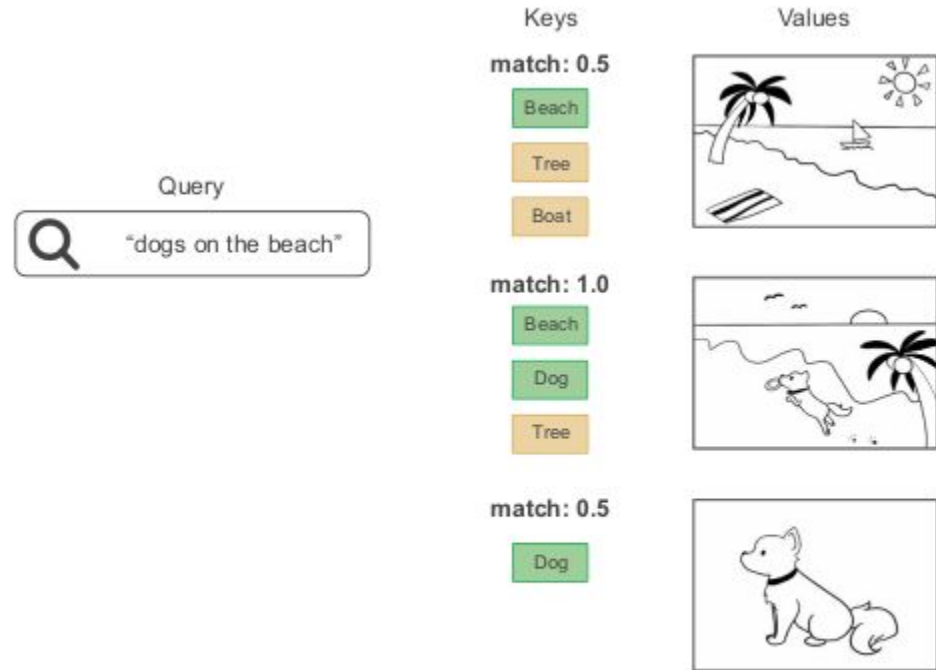 Keys
Values
match: 0.5
Beach
Tree
Boat
Query
“dogs on the beach”
match: 1.0
Beach
Dog
Tree
match: 0.5
Dog